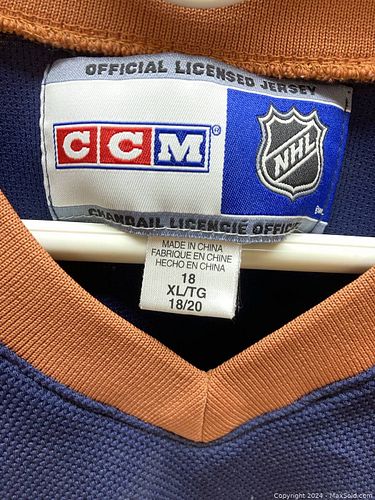 OFFICIAL LICENSED JERSEY
CCM®
NHL
CHANDAIL LICENCIÉ OFFICIEL
MADE IN CHINA
FABRIQUE EN CHINE
HECHO EN CHINA
18
XL/TG
18/20
Copyright 2024 - MaxSold.com